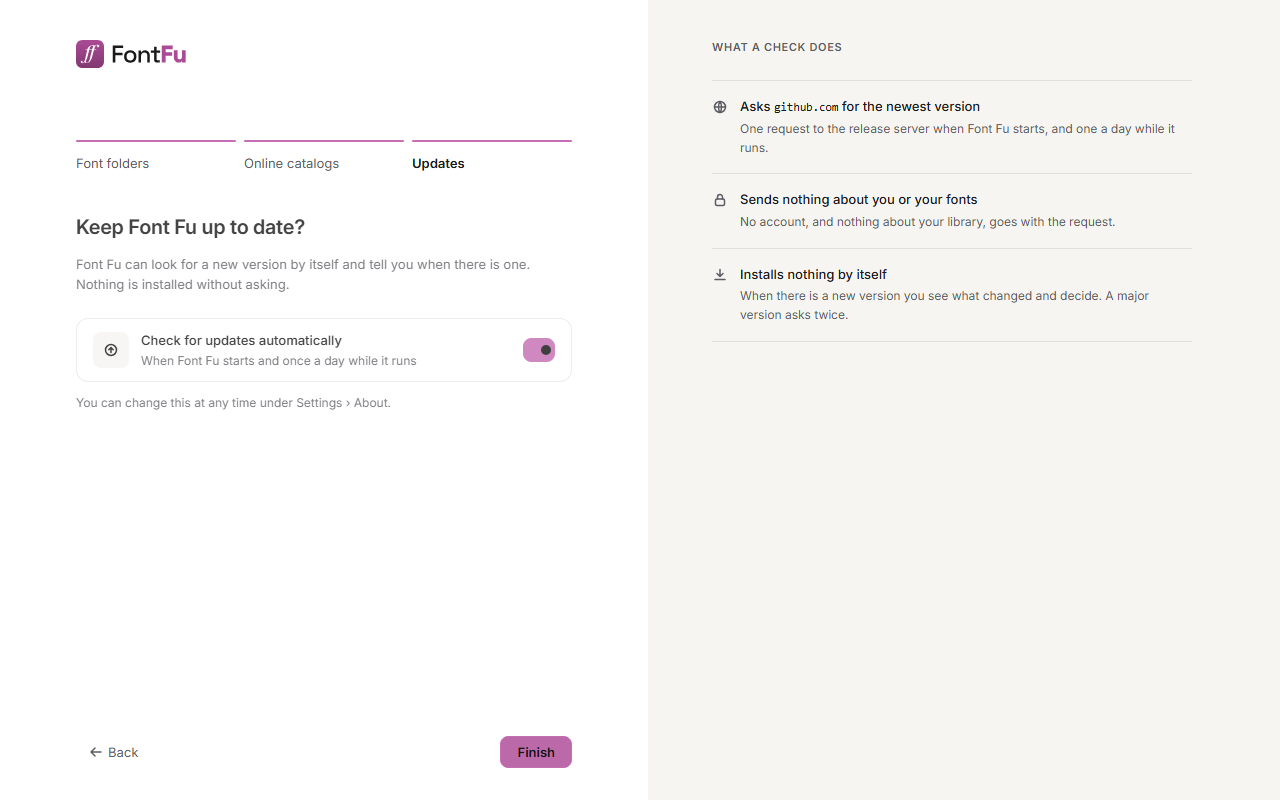 ff FontFu
Font folders
Online catalogs
Updates
Keep Font Fu up to date?
Font Fu can look for a new version by itself and tell you when there is one.
Nothing is installed without asking.
Check for updates automatically
When Font Fu starts and once a day while it runs
You can change this at any time under Settings › About.
Back
Finish
WHAT A CHECK DOES
Asks github.com for the newest version
One request to the release server when Font Fu starts, and one a day while it
runs.
Sends nothing about you or your fonts
No account, and nothing about your library, goes with the request.
Installs nothing by itself
When there is a new version you see what changed and decide. A major
version asks twice.